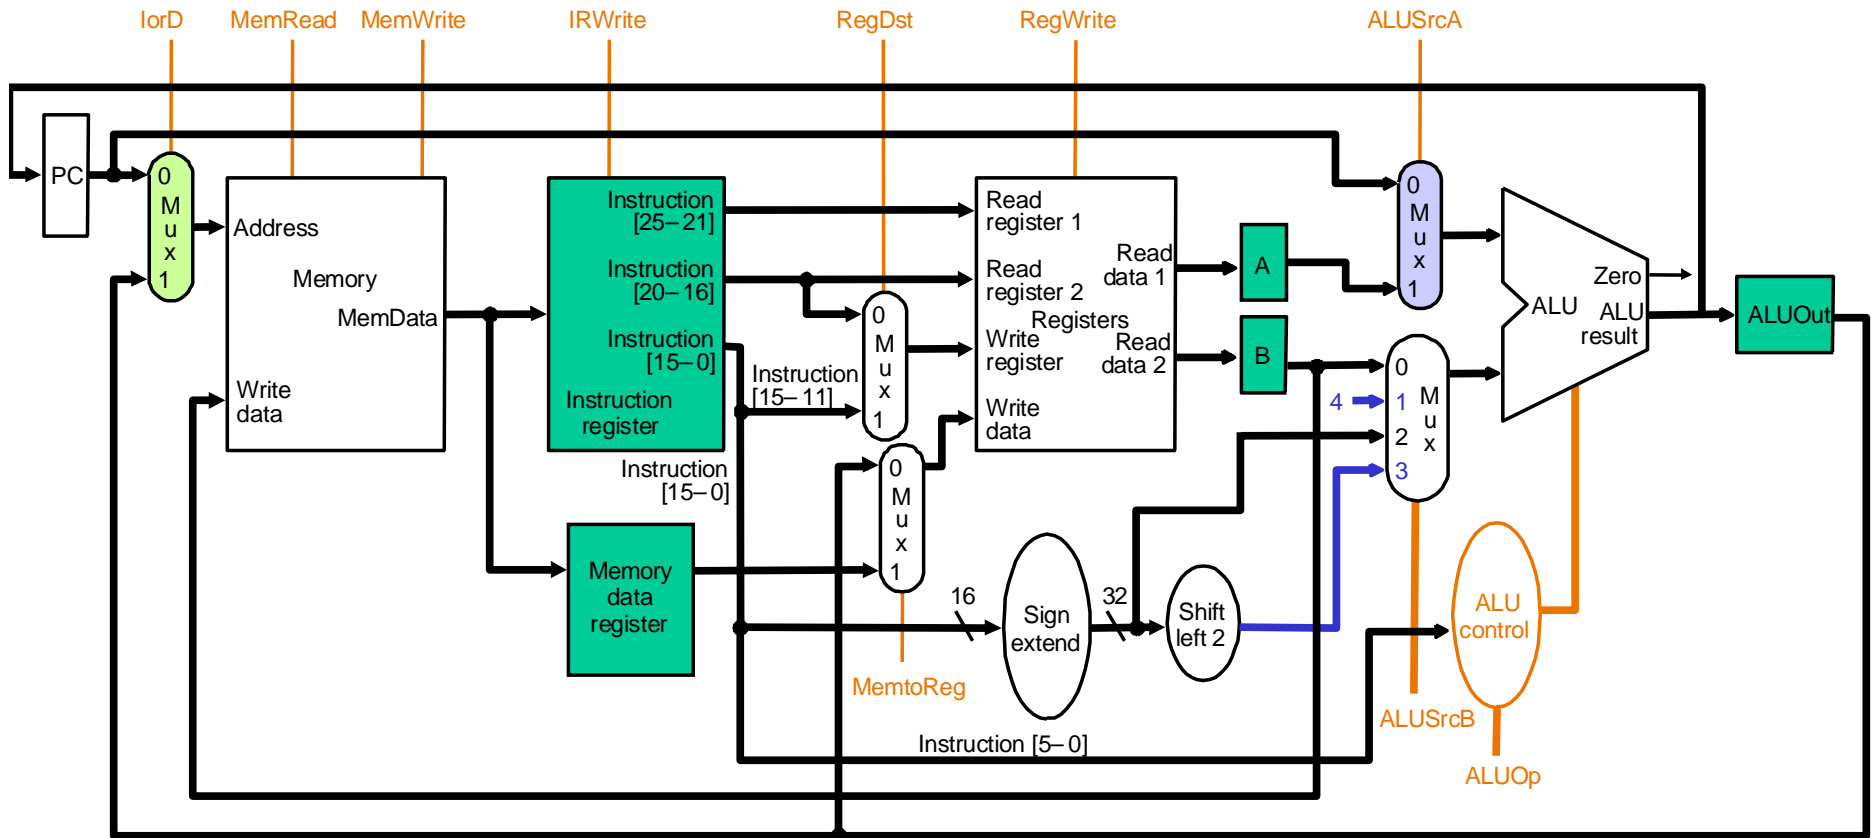 IorD
MemRead
MemWrite
IRWrite
RegDst
RegWrite
ALUSrcA
PC
0
M
u
x
1
Address
Memory
MemData
Write
data
Instruction
[25–21]
Instruction
[20–16]
Instruction
[15–0]
Instruction
register
Instruction
[15–11]
Instruction
[15–0]
0
M
u
x
1
0
M
u
x
1
Memory
data
register
MemtoReg
Read
register 1
Read
register 2
Registers
Write
register
Write
data
Read
data 1
Read
data 2
A
B
0
M
u
x
1
4
0
1
2
3
M
u
x
ALU
Zero
ALU
result
ALUOut
16
Sign
extend
32
Shift
left 2
ALU
control
ALUSrcB
ALUOp
Instruction [5–0]